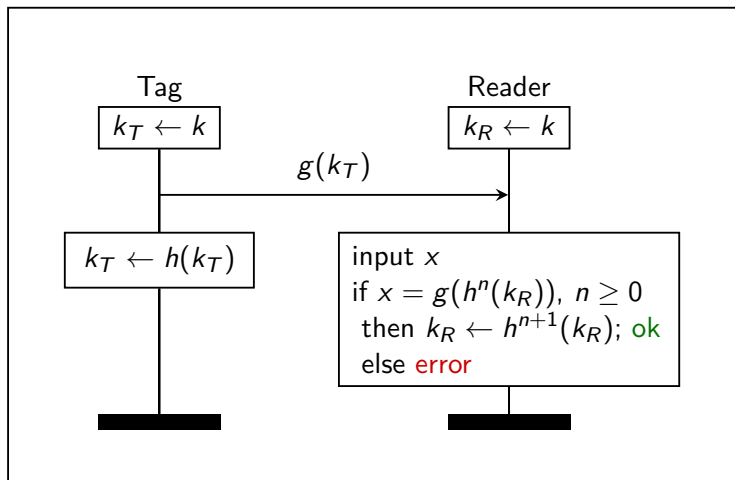 Tag
Reader
k_T ← k
k_R ← k
g(k_T)
k_T ← h(k_T)
input x
if x = g(h^n(k_R)), n ≥ 0
then k_R ← h^{n+1}(k_R); ok
else error